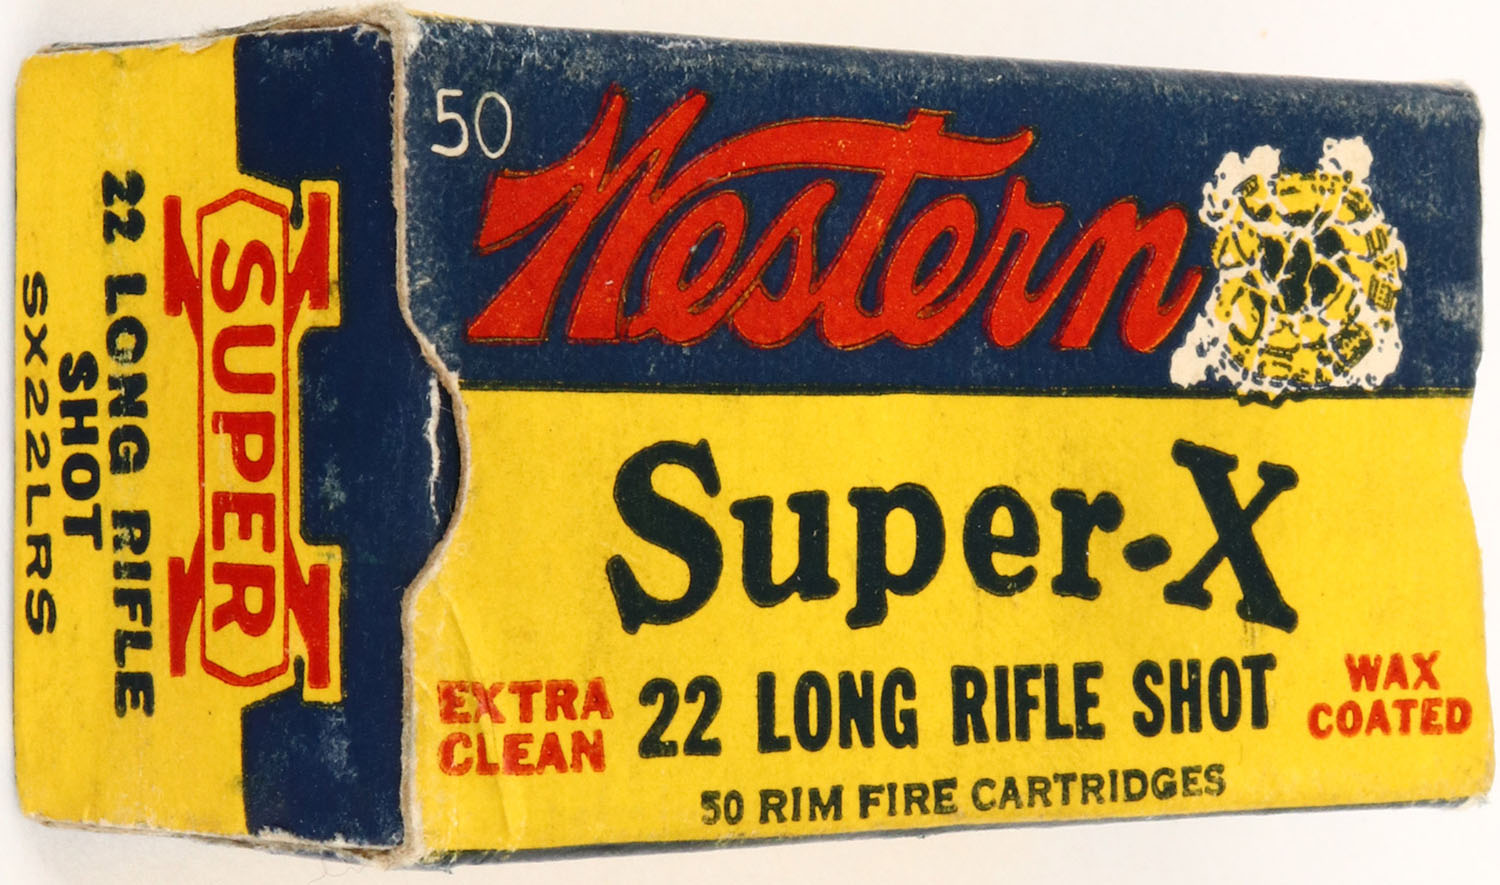 50
Western
Super-X
EXTRA
CLEAN
22 LONG RIFLE SHOT
WAX
COATED
50 RIM FIRE CARTRIDGES
SUPER
22 LONG RIFLE
SHOT
SX22LRS